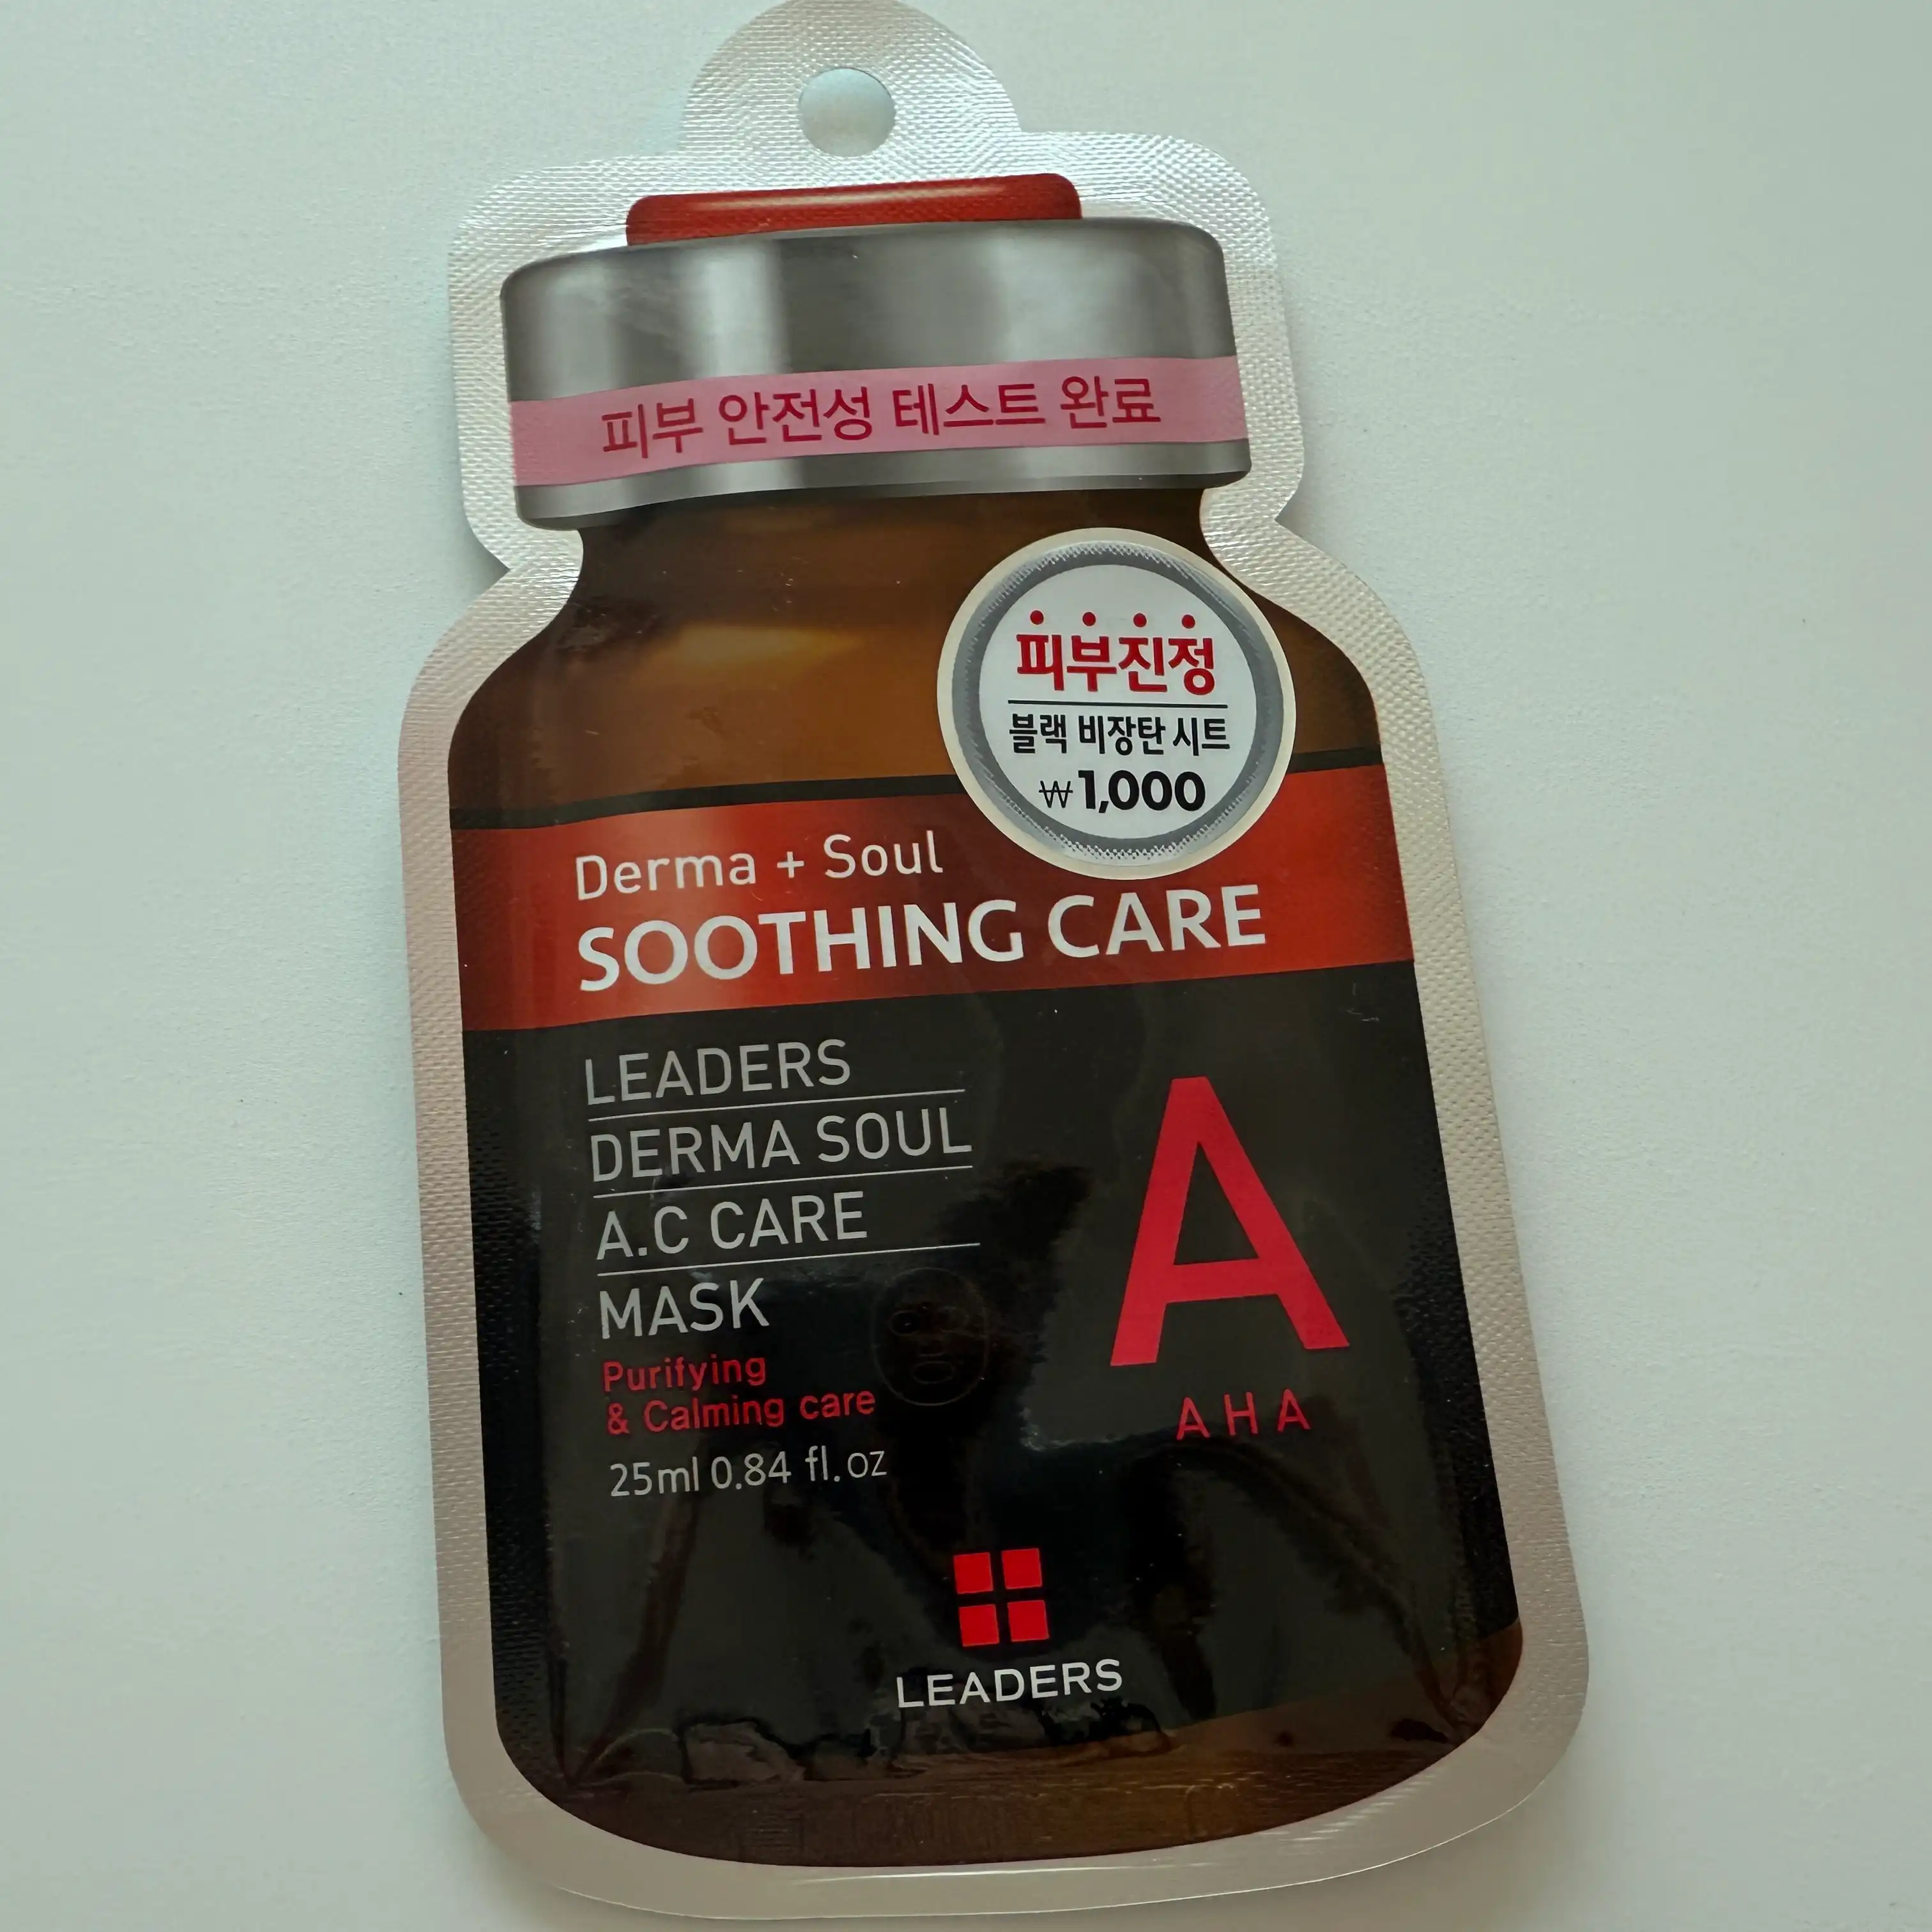 피부 안전성 테스트 완료
피부진정
블랙 비장탄 시트
₩1,000
Derma + Soul
SOOTHING CARE
LEADERS
DERMA SOUL
A.C CARE
MASK
Purifying
& Calming care
25ml 0.84 fl.oz
A
AHA
LEADERS